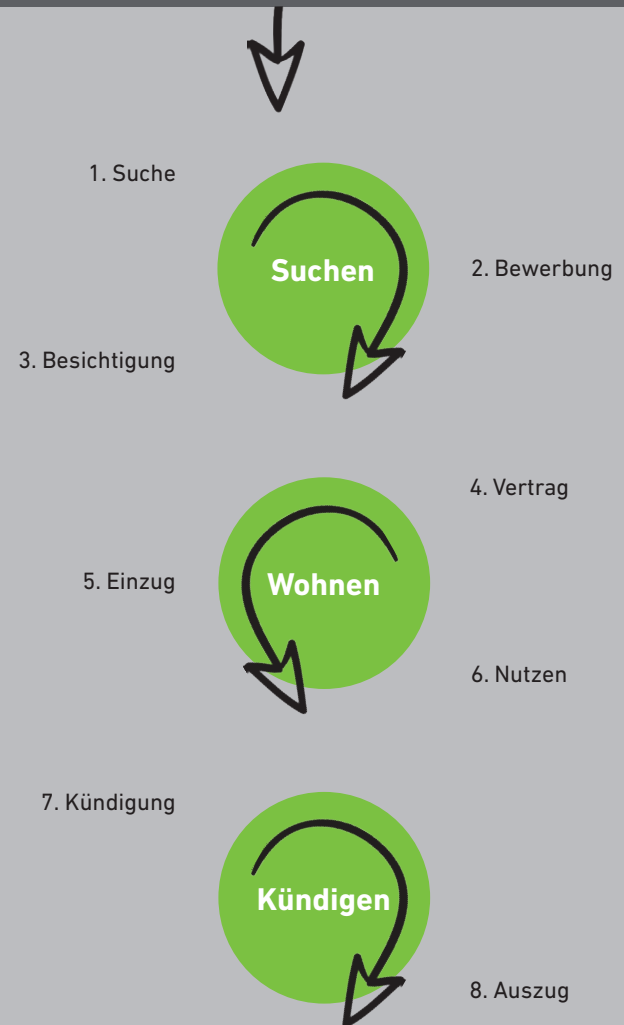 1. Suche
Suchen
2. Bewerbung
3. Besichtigung
4. Vertrag
5. Einzug
Wohnen
6. Nutzen
7. Kündigung
Kündigen
8. Auszug